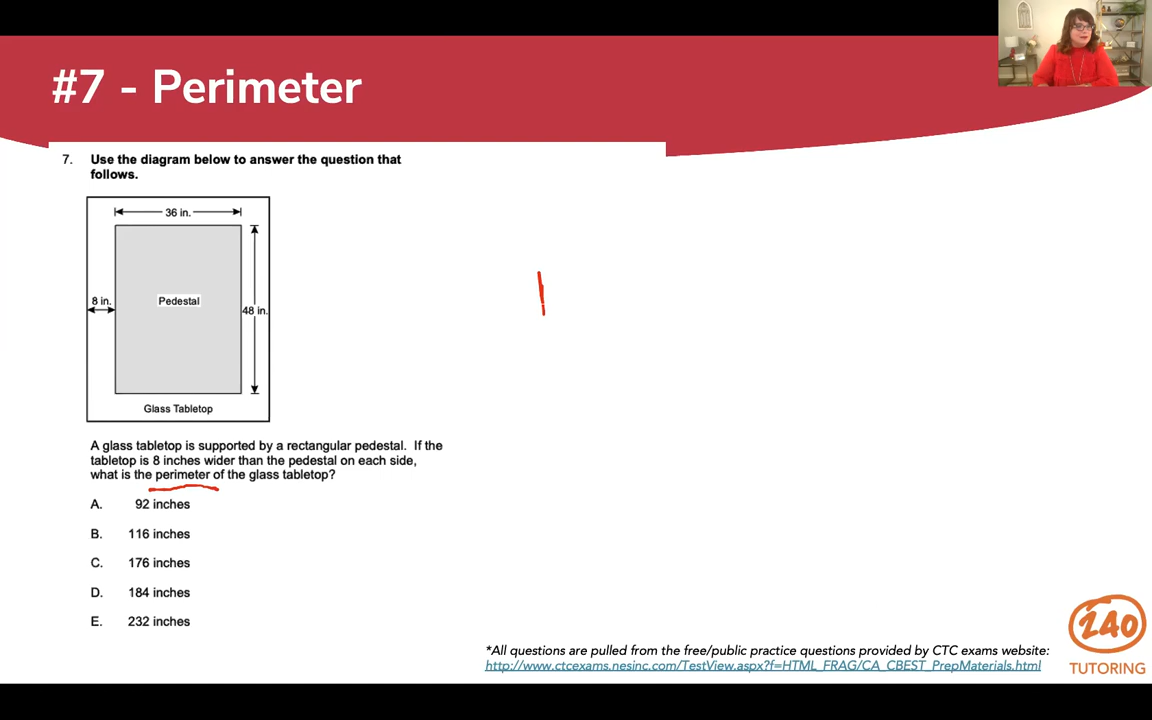 #7 - Perimeter
7. Use the diagram below to answer the question that
follows.
36 in.
8 in.
Pedestal
48 in.
Glass Tabletop
A glass tabletop is supported by a rectangular pedestal. If the
tabletop is 8 inches wider than the pedestal on each side,
what is the perimeter of the glass tabletop?
A. 92 inches
B. 116 inches
C. 176 inches
D. 184 inches
E. 232 inches
*All questions are pulled from the free/public practice questions provided by CTC exams website:
http://www.ctcexams.nesinc.com/TestView.aspx?f=HTML_FRAG/CA_CBEST_PrepMaterials.html
240
TUTORING